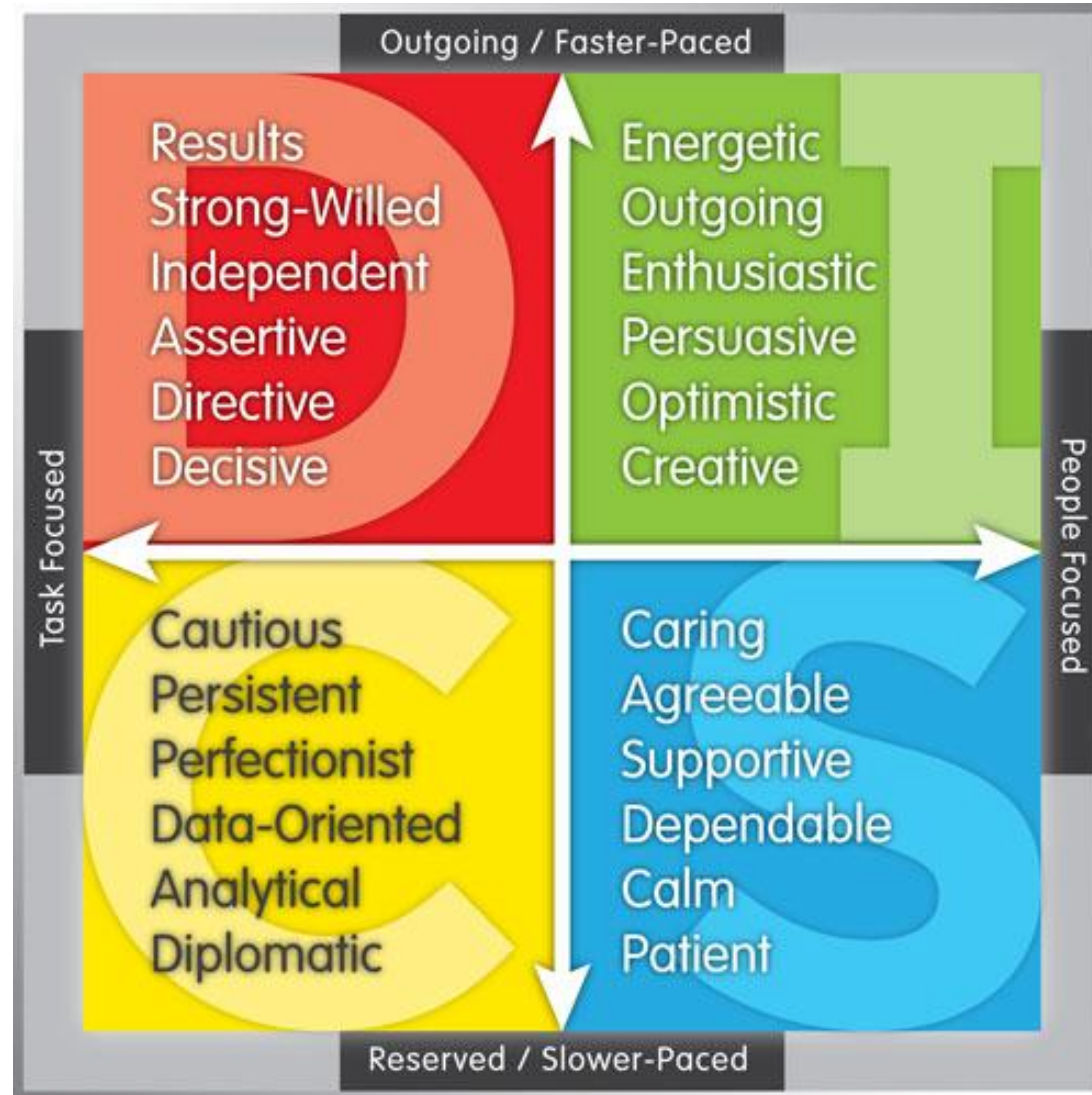 Outgoing / Faster-Paced
D
Results
Strong-Willed
Independent
Assertive
Directive
Decisive
I
Energetic
Outgoing
Enthusiastic
Persuasive
Optimistic
Creative
Task Focused
People Focused
C
Cautious
Persistent
Perfectionist
Data-Oriented
Analytical
Diplomatic
S
Caring
Agreeable
Supportive
Dependable
Calm
Patient
Reserved / Slower-Paced